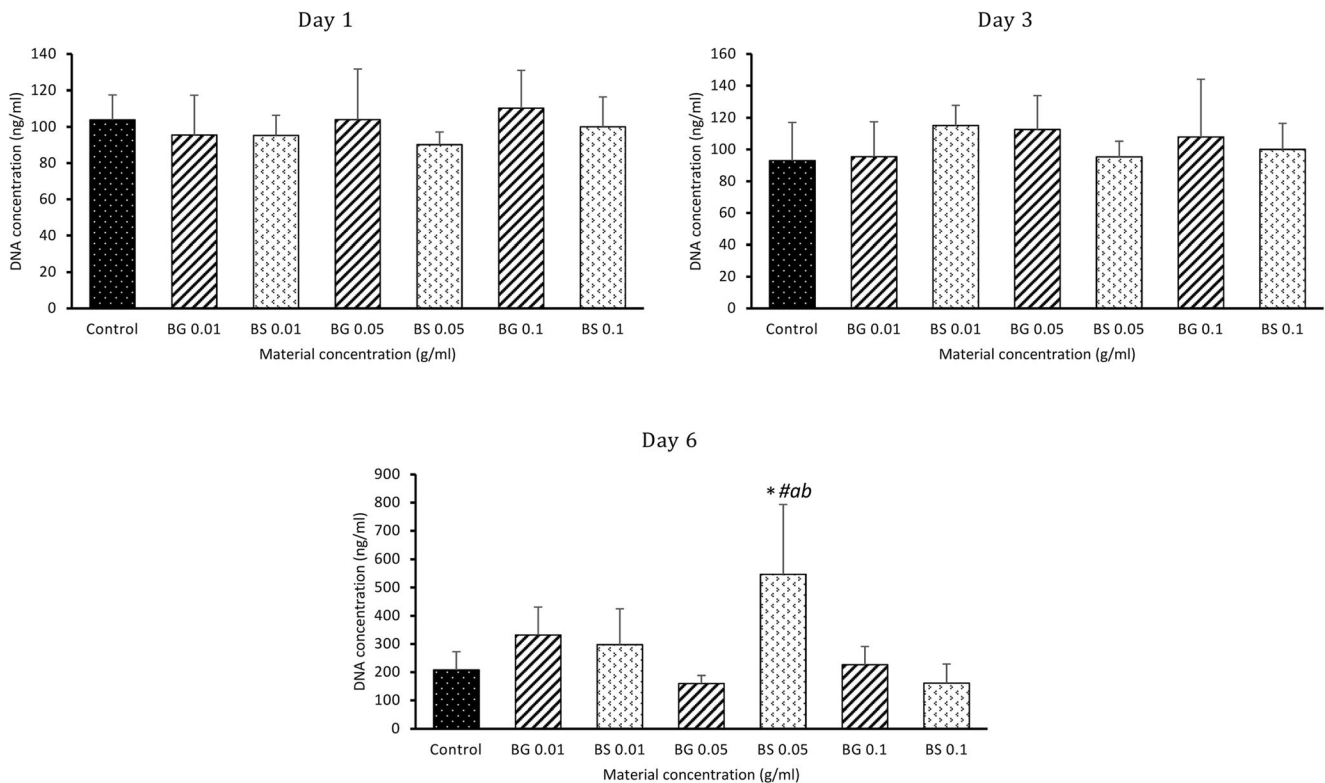 Day 1
140
120
100
80
60
40
20
0
DNA concentration (ng/ml)
Control BG 0.01 BS 0.01 BG 0.05 BS 0.05 BG 0.1 BS 0.1
Material concentration (g/ml)
Day 3
160
140
120
100
80
60
40
20
0
DNA concentration (ng/ml)
Control BG 0.01 BS 0.01 BG 0.05 BS 0.05 BG 0.1 BS 0.1
Material concentration (g/ml)
Day 6
900
800
700
600
500
400
300
200
100
0
DNA concentration (ng/ml)
* #ab
Control BG 0.01 BS 0.01 BG 0.05 BS 0.05 BG 0.1 BS 0.1
Material concentration (g/ml)